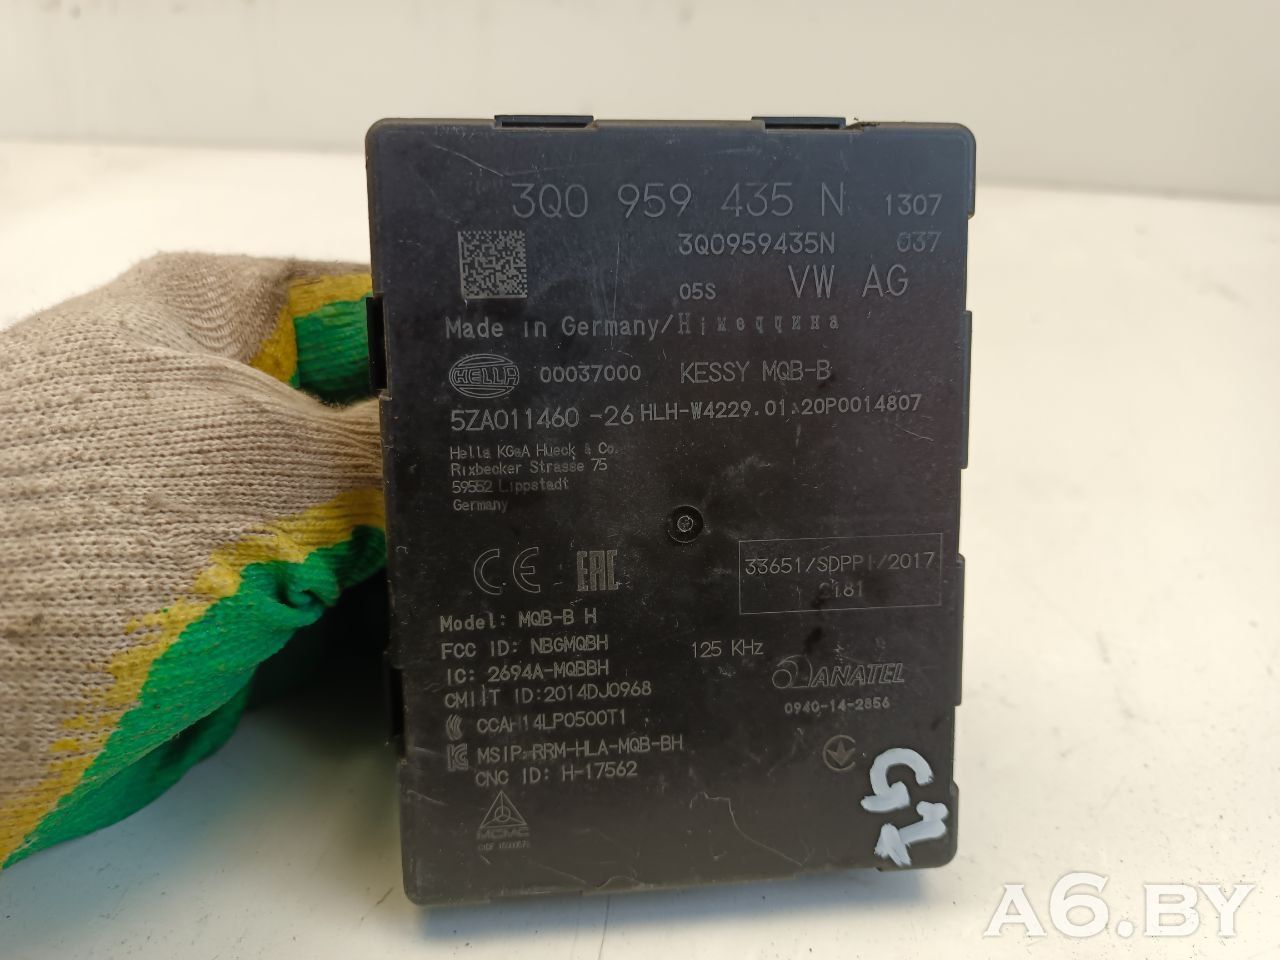 3Q0 959 435 N 1307
3Q0959435N 037
05S VW AG
Made in Germany/
HELLA 00037000 KESSY MQB-B
5ZA011460-26 HLH-W4229.01.20P0014807
Hella KGaA Hueck & Co.
Rixbecker Strasse 75
59552 Lippstadt
Germany
CE EAC
33651/SDPPI/2017
2181
Model: MQB-B H
FCC ID: NBGMQBH
125 KHz
IC: 2694A-MQBBH
CMIIT ID:2014DJ0968
ANATEL
0940-14-2856
CCAH14LP0500T1
MSIP-RRM-HLA-MQB-BH
CNC ID: H-17562
MCMC
A6.BY